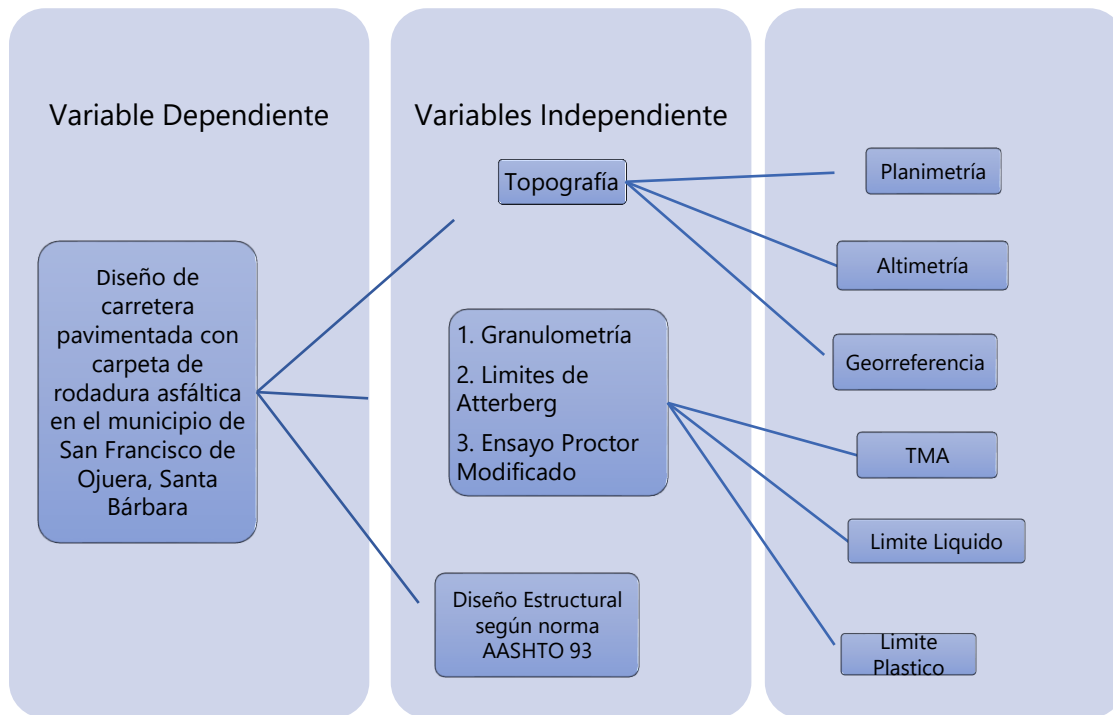 Variable Dependiente
Diseño de
carretera
pavimentada con
carpeta de
rodadura asfáltica
en el municipio de
San Francisco de
Ojuera, Santa
Bárbara
Variables Independiente
Topografía
1. Granulometría
2. Limites de
Atterberg
3. Ensayo Proctor
Modificado
Diseño Estructural
según norma
AASHTO 93
Planimetría
Altimetría
Georreferencia
TMA
Limite Liquido
Limite
Plastico